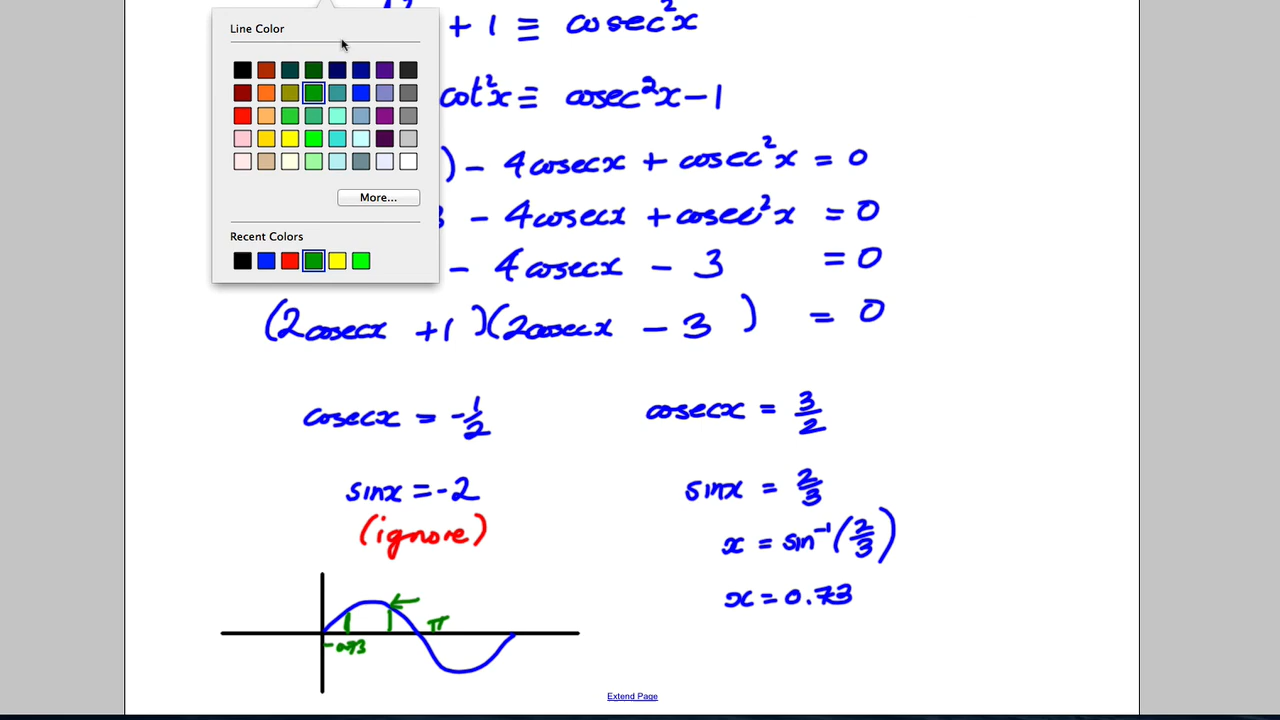 Line Color
+ 1 ≡ cosec²x
cot²x ≡ cosec²x - 1
) - 4cosecx + cosec²x = 0
3 - 4cosecx + cosec²x = 0
- 4cosecx - 3 = 0
(2cosecx + 1)(2cosecx - 3) = 0
More...
Recent Colors
cosecx = -1/2
cosecx = 3/2
sinx = -2
sinx = 2/3
(ignore)
x = sin⁻¹(2/3)
x = 0.73
π
0.73
Extend Page